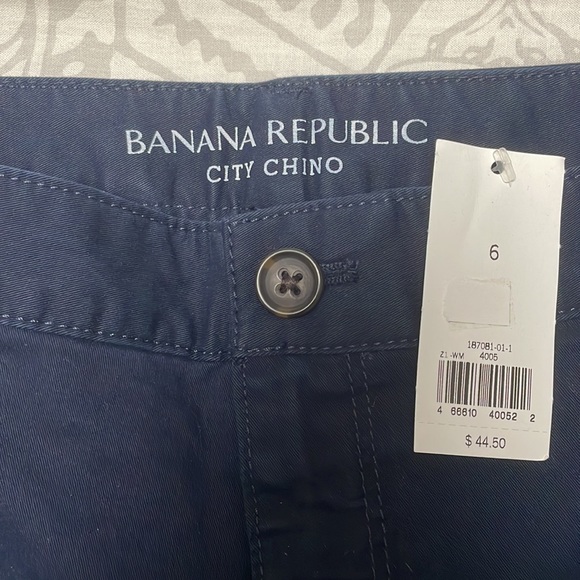 BANANA REPUBLIC
CITY CHINO
6
187081-01-1
Z1-WM 4005
4 66610 40052 2
$ 44.50